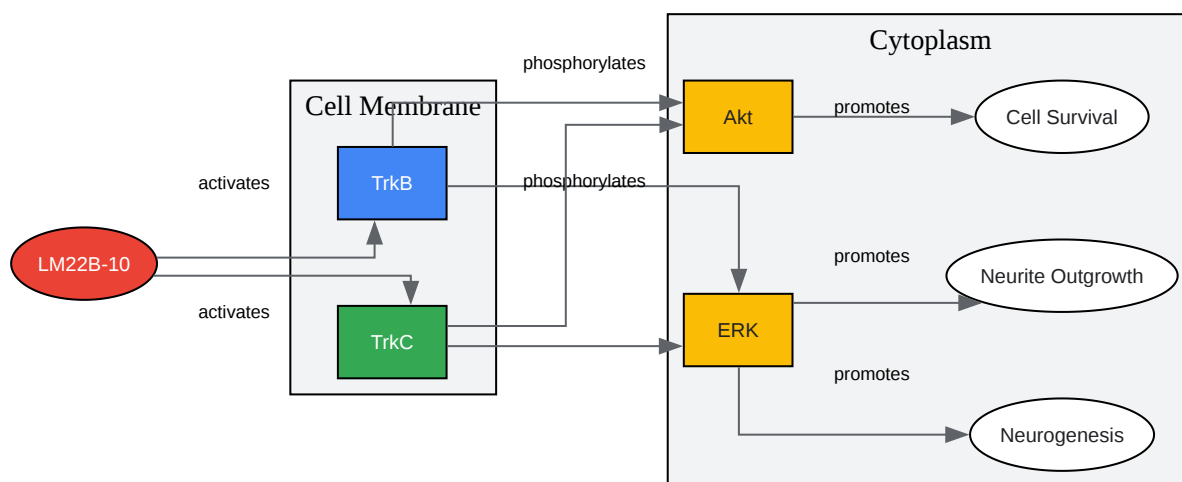 Cytoplasm
phosphorylates
Cell Membrane
Akt
promotes
Cell Survival
activates
TrkB
phosphorylates
LM22B-10
promotes
Neurite Outgrowth
activates
TrkC
ERK
promotes
Neurogenesis